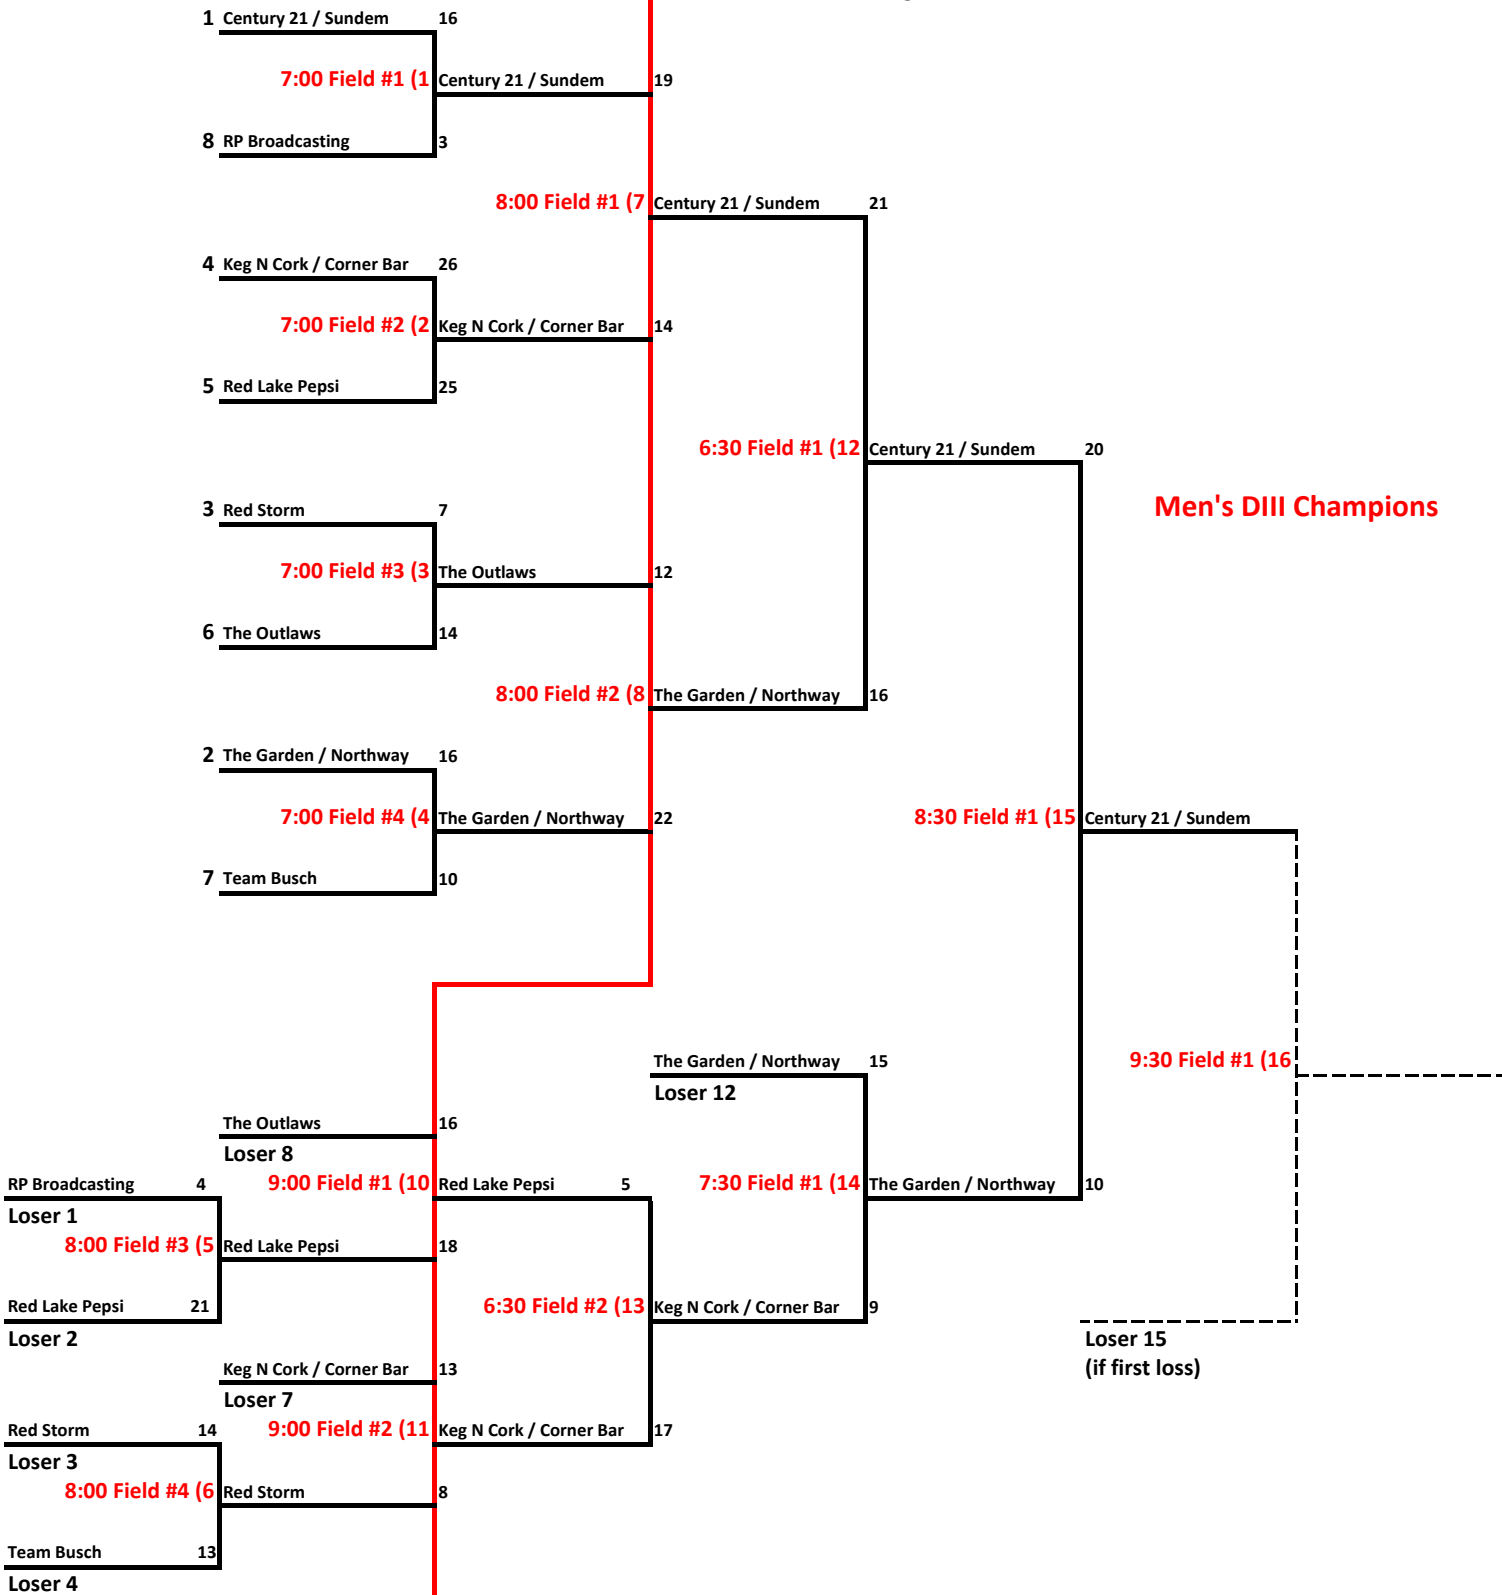 1 Century 21 / Sundem 16
7:00 Field #1 (1 Century 21 / Sundem 19
8 RP Broadcasting 3
8:00 Field #1 (7 Century 21 / Sundem 21
4 Keg N Cork / Corner Bar 26
7:00 Field #2 (2 Keg N Cork / Corner Bar 14
5 Red Lake Pepsi 25
6:30 Field #1 (12 Century 21 / Sundem 20
Men's DIII Champions
3 Red Storm 7
7:00 Field #3 (3 The Outlaws 12
6 The Outlaws 14
8:00 Field #2 (8 The Garden / Northway 16
2 The Garden / Northway 16
7:00 Field #4 (4 The Garden / Northway 22
8:30 Field #1 (15 Century 21 / Sundem
7 Team Busch 10
The Garden / Northway 15
9:30 Field #1 (16
Loser 12
The Outlaws 16
Loser 8
RP Broadcasting 4
9:00 Field #1 (10 Red Lake Pepsi 5
7:30 Field #1 (14 The Garden / Northway 10
Loser 1
8:00 Field #3 (5 Red Lake Pepsi 18
Red Lake Pepsi 21
6:30 Field #2 (13 Keg N Cork / Corner Bar 9
Loser 2
Loser 15
(if first loss)
Keg N Cork / Corner Bar 13
Loser 7
Red Storm 14
9:00 Field #2 (11 Keg N Cork / Corner Bar 17
Loser 3
8:00 Field #4 (6 Red Storm 8
Team Busch 13
Loser 4